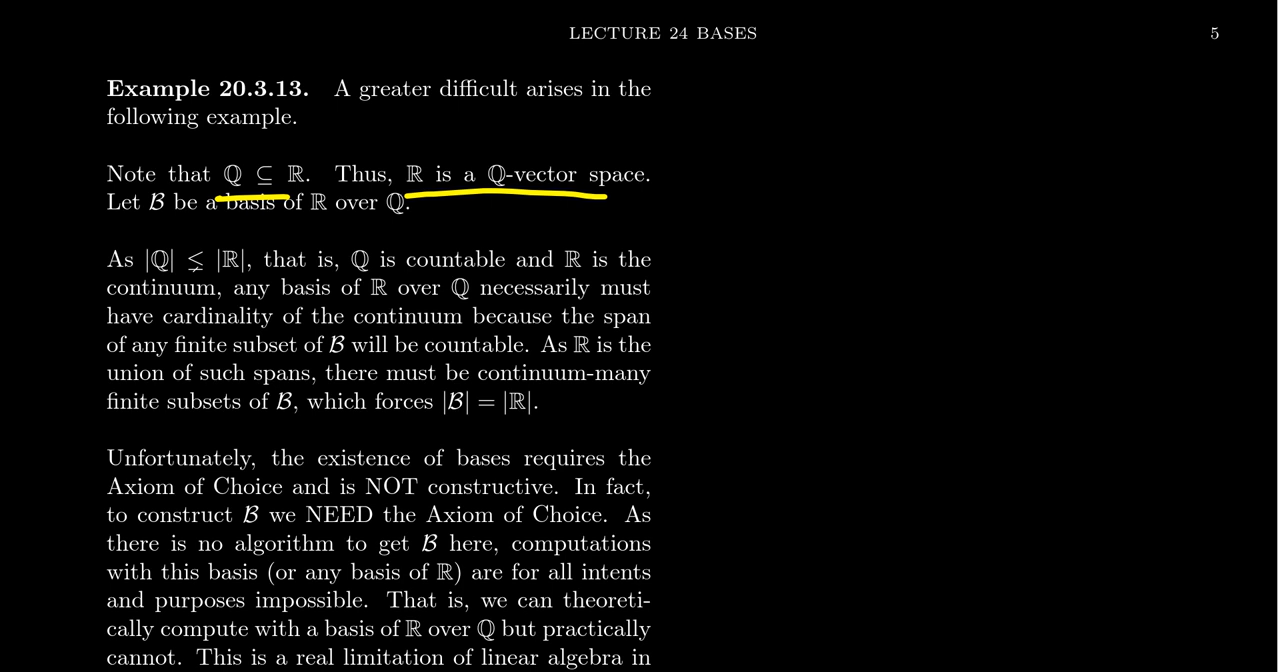 LECTURE 24 BASES 5
Example 20.3.13. A greater difficult arises in the
following example.
Note that ℚ ⊆ ℝ. Thus, ℝ is a ℚ-vector space.
Let ℬ be a basis of ℝ over ℚ.
As |ℚ| ≨ |ℝ|, that is, ℚ is countable and ℝ is the
continuum, any basis of ℝ over ℚ necessarily must
have cardinality of the continuum because the span
of any finite subset of ℬ will be countable. As ℝ is the
union of such spans, there must be continuum-many
finite subsets of ℬ, which forces |ℬ| = |ℝ|.
Unfortunately, the existence of bases requires the
Axiom of Choice and is NOT constructive. In fact,
to construct ℬ we NEED the Axiom of Choice. As
there is no algorithm to get ℬ here, computations
with this basis (or any basis of ℝ) are for all intents
and purposes impossible. That is, we can theoreti-
cally compute with a basis of ℝ over ℚ but practically
cannot. This is a real limitation of linear algebra in